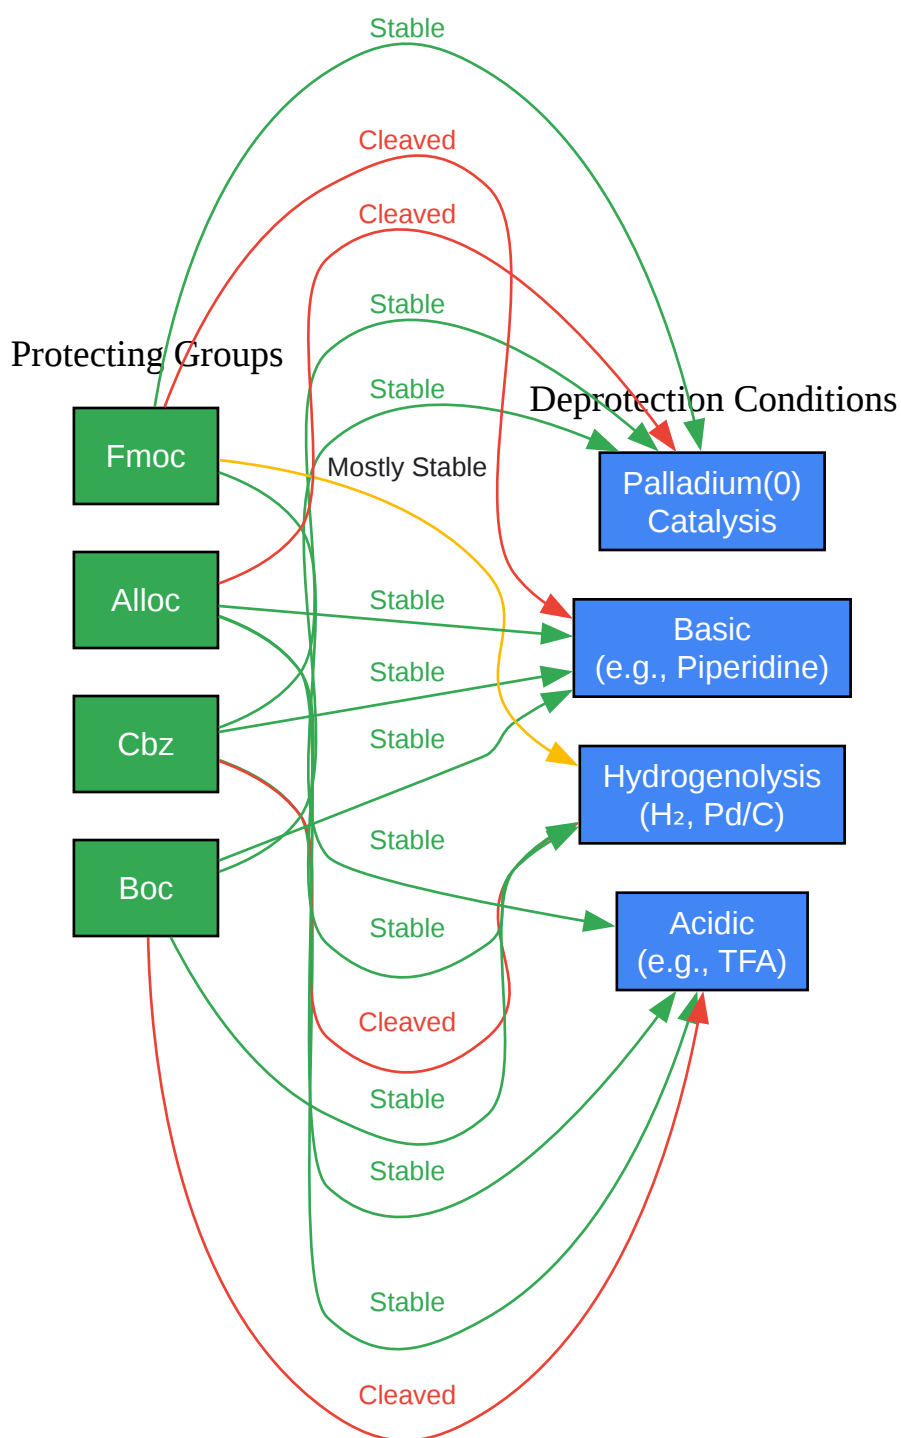 Stable
Cleaved
Cleaved
Stable
Protecting Groups
Stable
Deprotection Conditions
Fmoc
Mostly Stable
Palladium(0)
Catalysis
Alloc
Stable
Basic
(e.g., Piperidine)
Stable
Cbz
Stable
Hydrogenolysis
(H₂, Pd/C)
Stable
Boc
Stable
Acidic
(e.g., TFA)
Cleaved
Stable
Stable
Stable
Cleaved